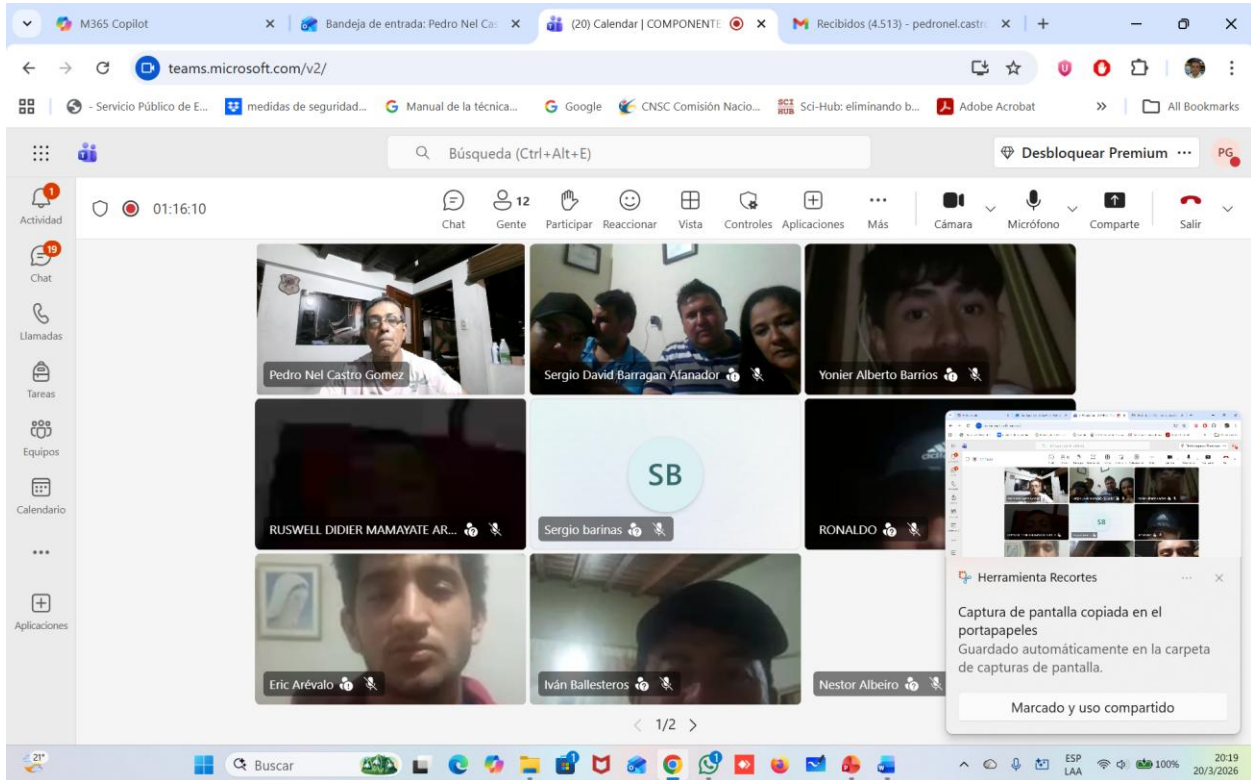 M365 Copilot
Bandeja de entrada: Pedro Nel Cas
(20) Calendar | COMPONENTE
Recibidos (4.513) - pedronel.castro
teams.microsoft.com/v2/
- Servicio Público de E...
medidas de seguridad...
Manual de la técnica...
Google
CNSC Comisión Nacio...
SCI HUB
Sci-Hub: eliminando b...
Adobe Acrobat
All Bookmarks
Búsqueda (Ctrl+Alt+E)
Desbloquear Premium
PG
1
Actividad
01:16:10
Chat
12
Gente
Participar
Reaccionar
Vista
Controles
Aplicaciones
Más
Cámara
Micrófono
Comparte
Salir
19
Chat
Llamadas
Tareas
Equipos
Calendario
Aplicaciones
Pedro Nel Castro Gomez
Sergio David Barragan Afanador
Yonier Alberto Barrios
RUSWELL DIDIER MAMAYATE AR...
SB
Sergio barinas
RONALDO
adidas
Eric Arévalo
Iván Ballesteros
Nestor Albeiro
1/2
Herramienta Recortes
Captura de pantalla copiada en el
portapapeles
Guardado automáticamente en la carpeta
de capturas de pantalla.
Marcado y uso compartido
21°
Buscar
ESP
LAA
100%
20:19
20/3/2026